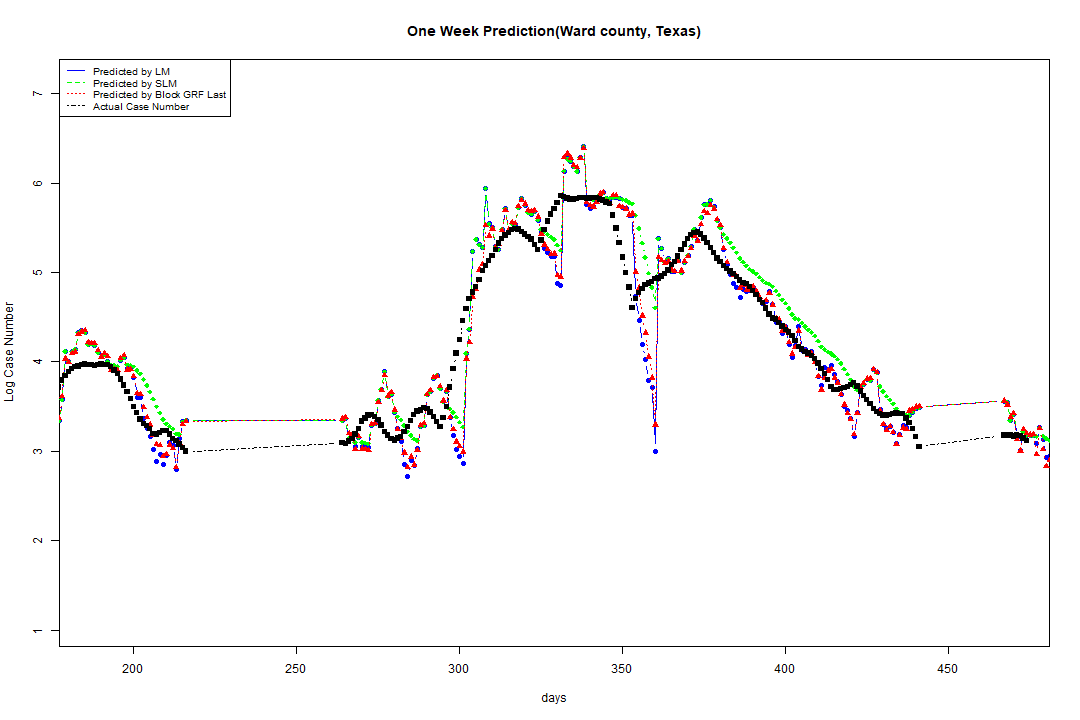 One Week Prediction(Ward county, Texas)
Predicted by LM
Predicted by SLM
Predicted by Block GRF Last
Actual Case Number
7
6
5
4
3
2
1
Log Case Number
200 250 300 350 400 450
days